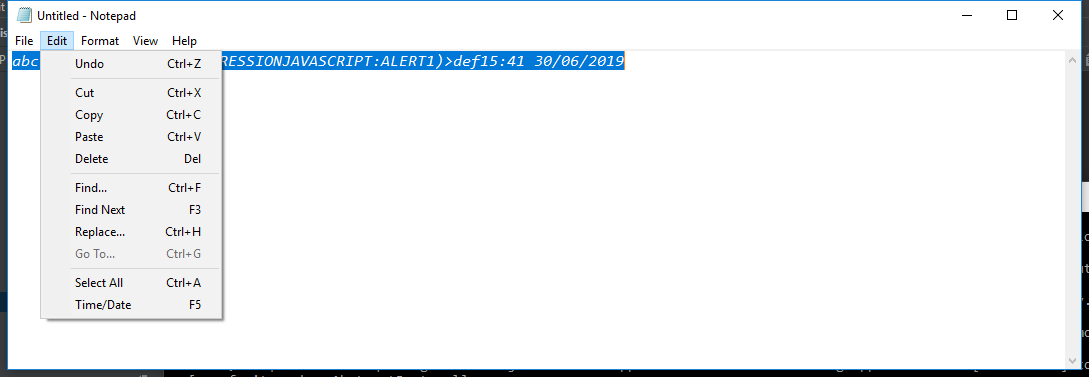 Untitled - Notepad
File Edit Format View Help
abc RESSIONJAVASCRIPT:ALERT1)>def15:41 30/06/2019
Undo Ctrl+Z
Cut Ctrl+X
Copy Ctrl+C
Paste Ctrl+V
Delete Del
Find... Ctrl+F
Find Next F3
Replace... Ctrl+H
Go To... Ctrl+G
Select All Ctrl+A
Time/Date F5